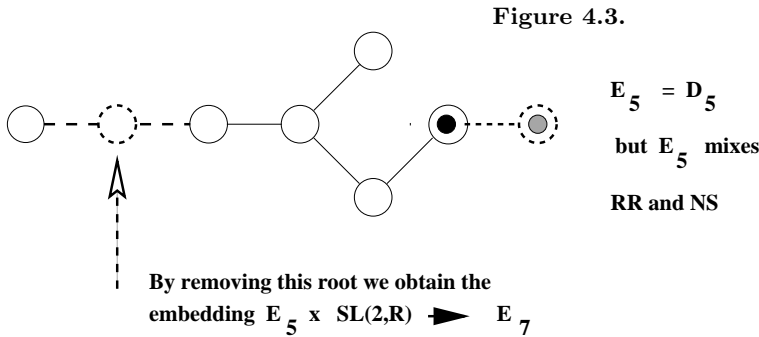 Figure 4.3.
E₅ = D₅
but E₅ mixes
RR and NS
By removing this root we obtain the
embedding E₅ x SL(2,R) → E₇